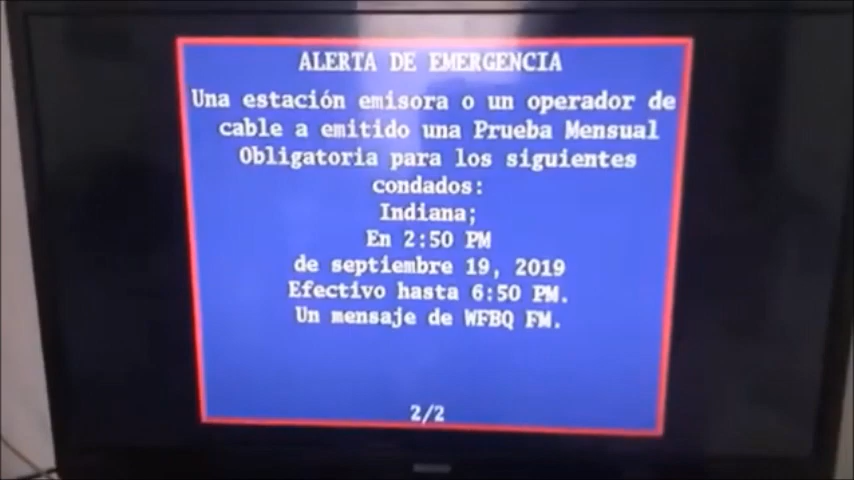 ALERTA DE EMERGENCIA
Una estación emisora o un operador de
cable a emitido una Prueba Mensual
Obligatoria para los siguientes
condados:
Indiana;
En 2:50 PM
de septiembre 19, 2019
Efectivo hasta 6:50 PM.
Un mensaje de WFBQ FM.
2/2